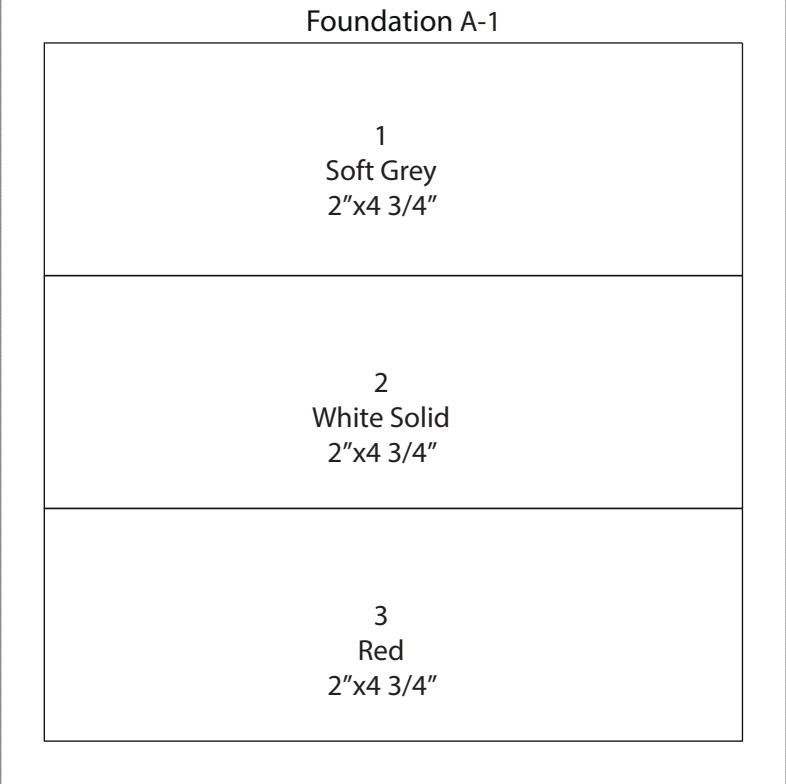 Foundation A-1
1
Soft Grey
2”x4 3/4”
2
White Solid
2”x4 3/4”
3
Red
2”x4 3/4”